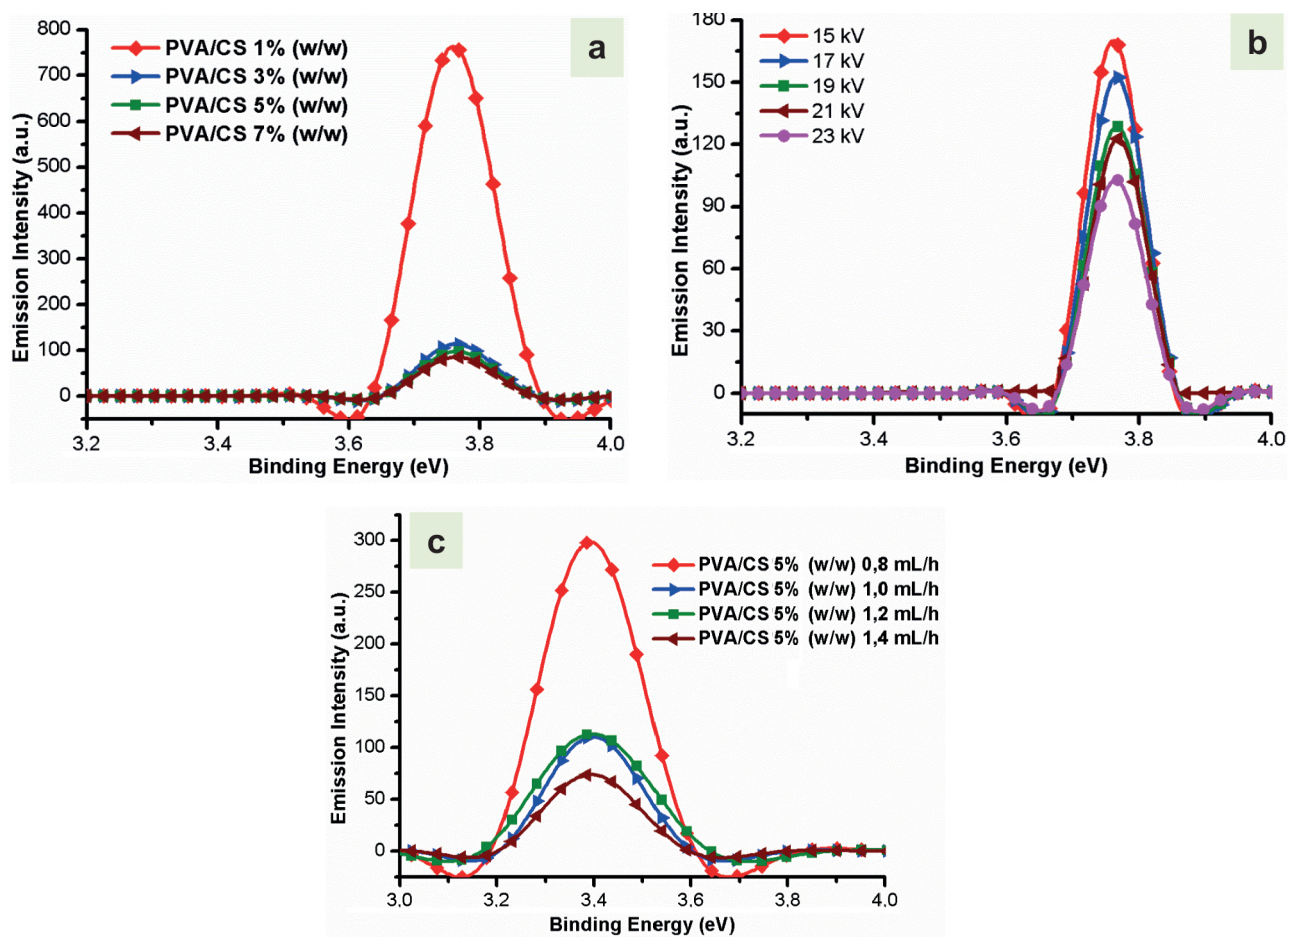 a
PVA/CS 1% (w/w)
PVA/CS 3% (w/w)
PVA/CS 5% (w/w)
PVA/CS 7% (w/w)
Emission Intensity (a.u.)
800
700
600
500
400
300
200
100
0
3.2
3.4
3.6
3.8
4.0
Binding Energy (eV)
b
15 kV
17 kV
19 kV
21 kV
23 kV
Emission Intensity (a.u.)
180
150
120
90
60
30
0
3.2
3.4
3.6
3.8
4.0
Binding Energy (eV)
c
PVA/CS 5% (w/w) 0,8 mL/h
PVA/CS 5% (w/w) 1,0 mL/h
PVA/CS 5% (w/w) 1,2 mL/h
PVA/CS 5% (w/w) 1,4 mL/h
Emission Intensity (a.u.)
300
250
200
150
100
50
0
3.0
3.2
3.4
3.6
3.8
4.0
Binding Energy (eV)